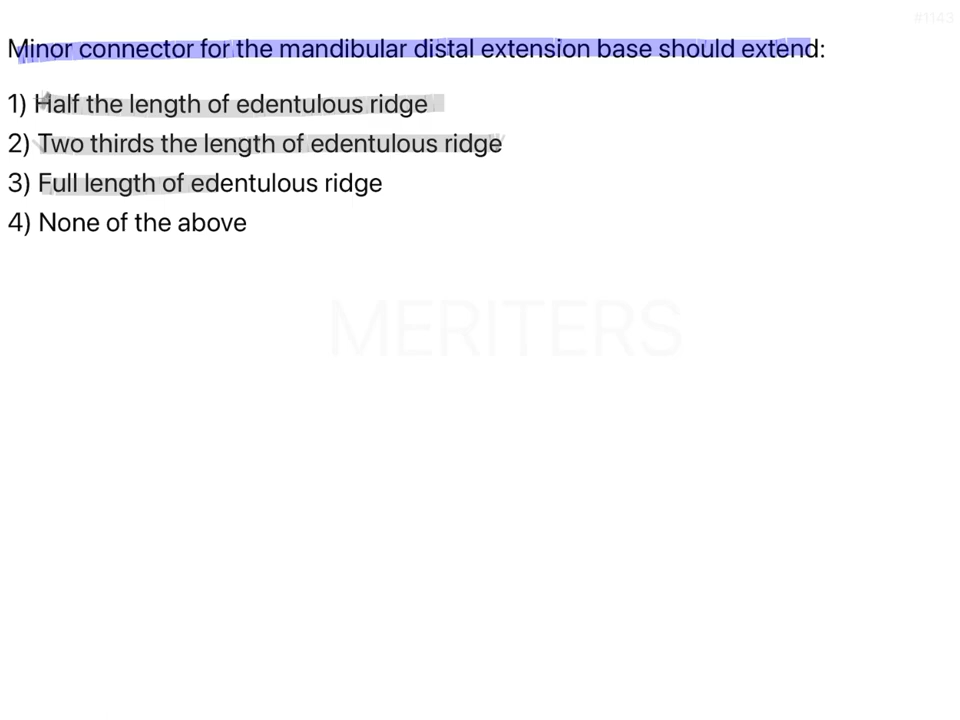 #1143
Minor connector for the mandibular distal extension base should extend:
1) Half the length of edentulous ridge
2) Two thirds the length of edentulous ridge
3) Full length of edentulous ridge
4) None of the above
MERITERS